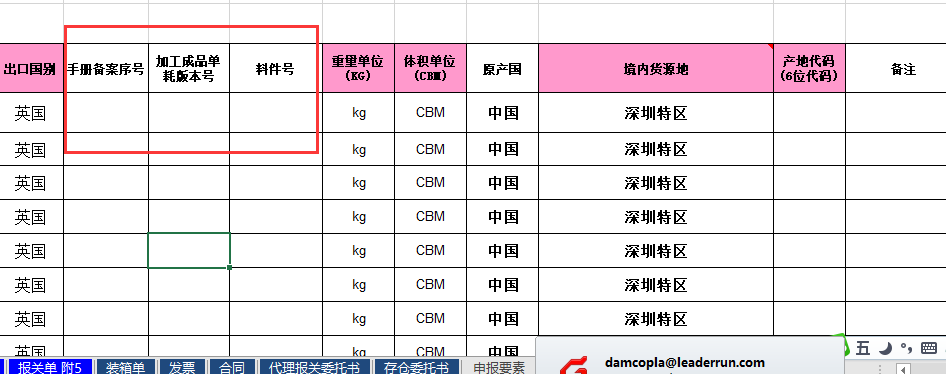 出口国别 手册备案序号 加工成品单耗版本号 料件号 重量单位(KG) 体积单位(CBM) 原产国 境内货源地 产地代码(6位代码) 备注
英国 kg CBM 中国 深圳特区
英国 kg CBM 中国 深圳特区
英国 kg CBM 中国 深圳特区
英国 kg CBM 中国 深圳特区
英国 kg CBM 中国 深圳特区
英国 kg CBM 中国 深圳特区
英国 kg CBM 中国 深圳特区
英国 kg CBM 中国
五
报关单 附5 装箱单 发票 合同 代理报关委托书 存仓委托书 申报要素
damcopla@leaderrun.com